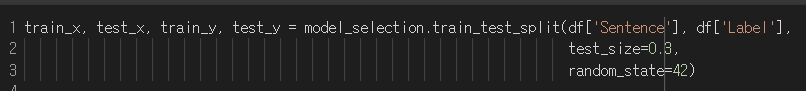 1 train_x, test_x, train_y, test_y = model_selection.train_test_split(df['Sentence'], df['Label'],
2 test_size=0.3,
3 random_state=42)